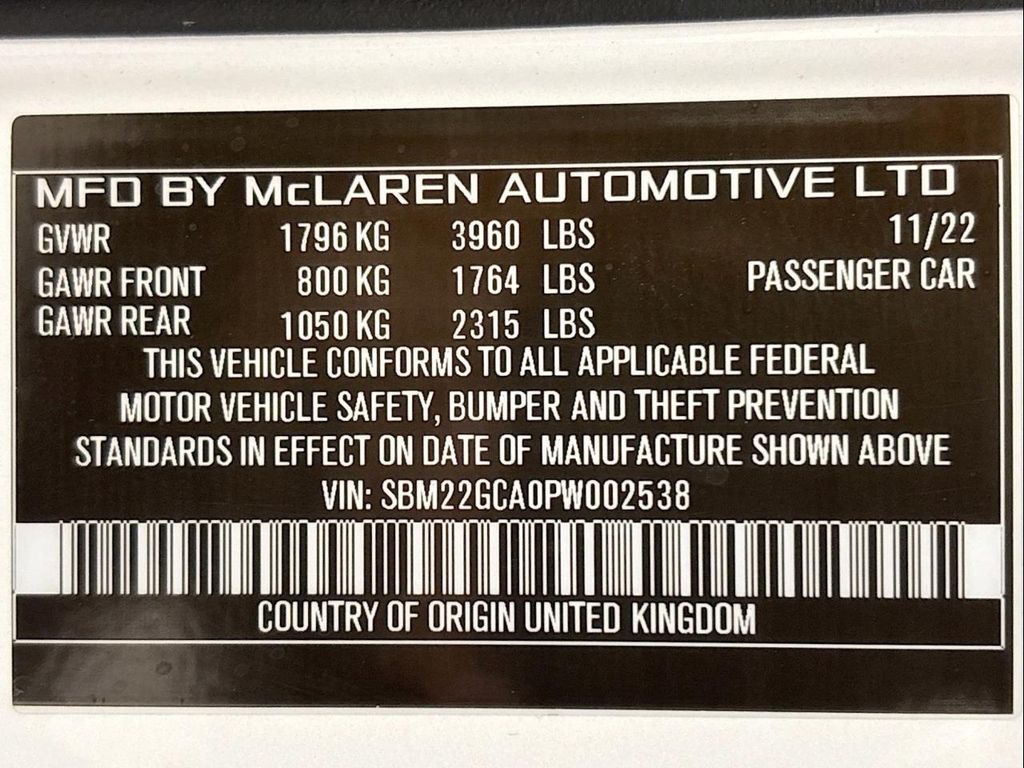 MFD BY McLAREN AUTOMOTIVE LTD
GVWR 1796 KG 3960 LBS 11/22
GAWR FRONT 800 KG 1764 LBS PASSENGER CAR
GAWR REAR 1050 KG 2315 LBS
THIS VEHICLE CONFORMS TO ALL APPLICABLE FEDERAL
MOTOR VEHICLE SAFETY, BUMPER AND THEFT PREVENTION
STANDARDS IN EFFECT ON DATE OF MANUFACTURE SHOWN ABOVE
VIN: SBM22GCA0PW002538
COUNTRY OF ORIGIN UNITED KINGDOM